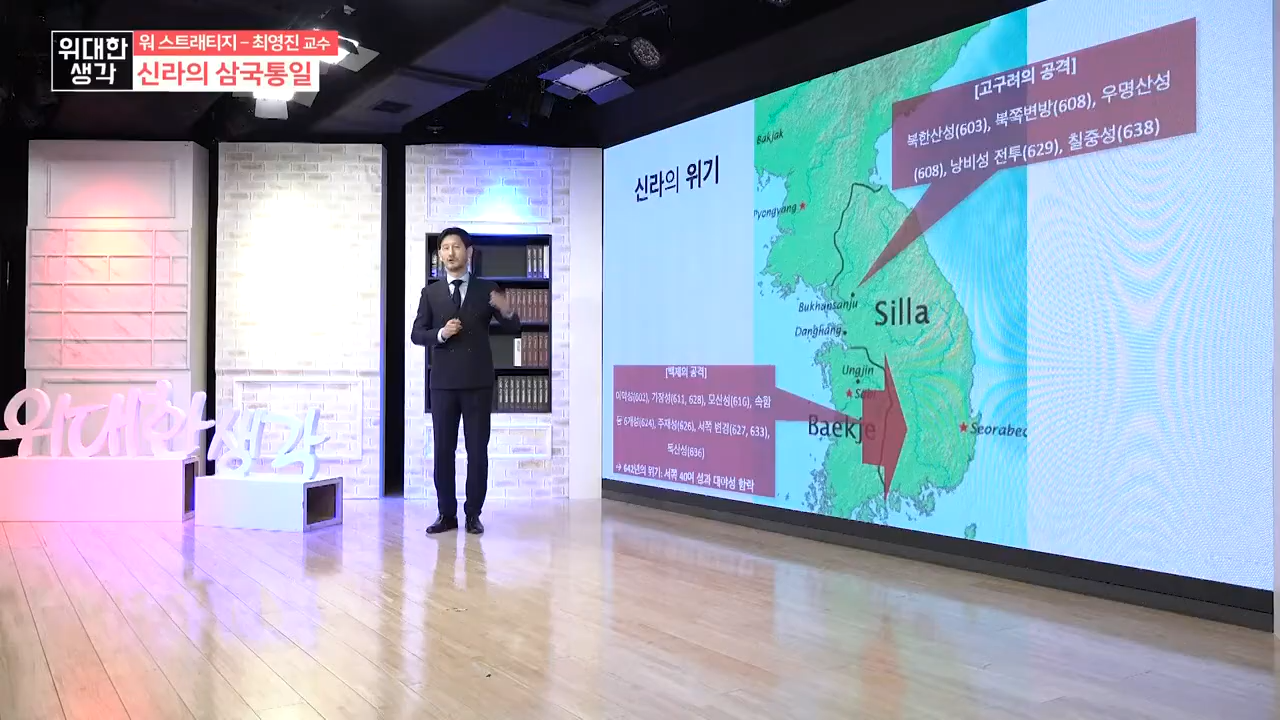 위대한
생각
워 스트래티지 - 최영진 교수
신라의 삼국통일
신라의 위기
[고구려의 공격]
북한산성(603), 북쪽변방(608), 우명산성
(608), 낭비성 전투(629), 칠중성(638)
Bakjak
Pyongyang
Bukhansanju
Silla
Danghang
Ungjin
Sabi
Baekje
Seorabeol
[백제의 공격]
아막성(602), 가잠성(611, 628), 모산성(616), 속함
등 6개성(624), 주재성(626), 서쪽 변경(627, 633),
독산성(636)
→ 642년의 위기: 서쪽 40여 성과 대야성 함락
위대한 생각